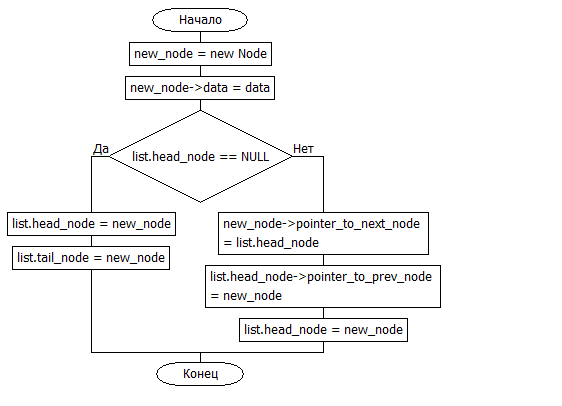 Начало
new_node = new Node
new_node->data = data
Да
Нет
list.head_node == NULL
list.head_node = new_node
list.tail_node = new_node
new_node->pointer_to_next_node
= list.head_node
list.head_node->pointer_to_prev_node
= new_node
list.head_node = new_node
Конец